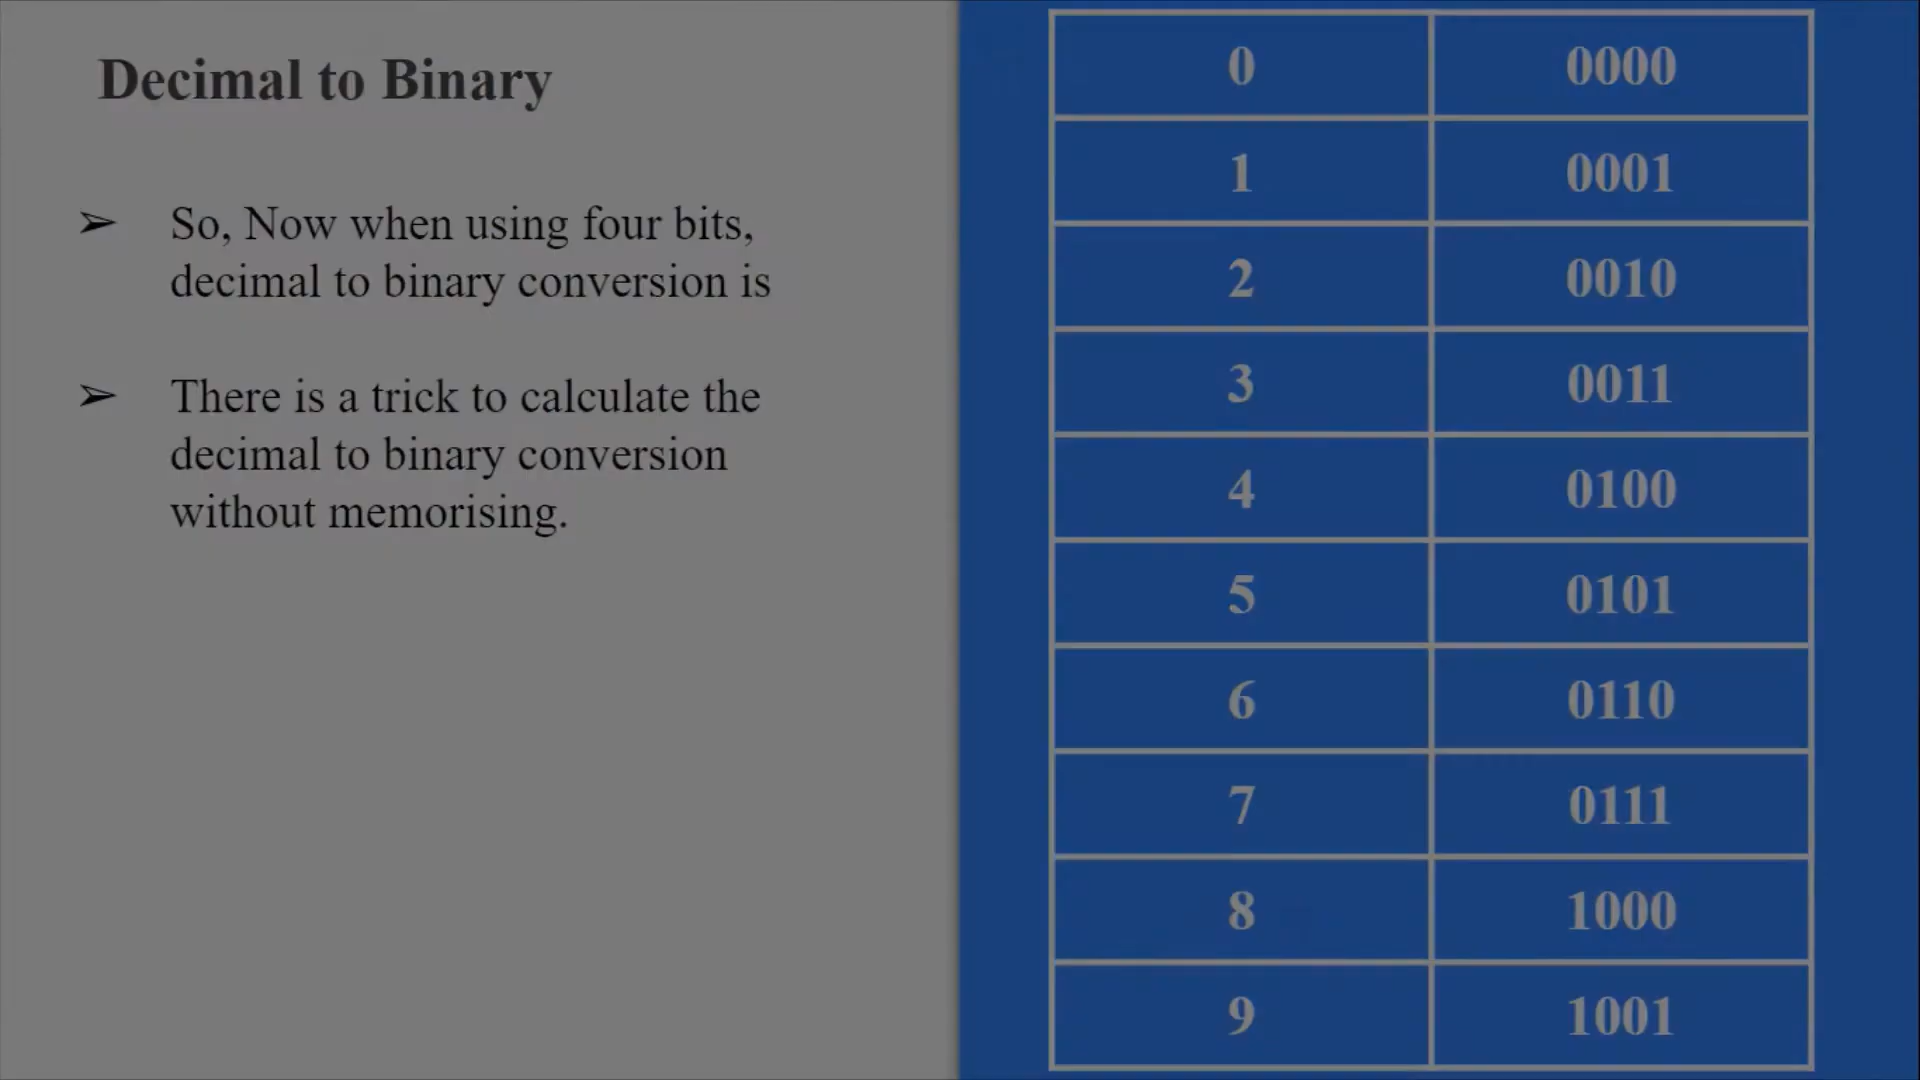 Decimal to Binary
➢ So, Now when using four bits,
decimal to binary conversion is
➢ There is a trick to calculate the
decimal to binary conversion
without memorising.
0 0000
1 0001
2 0010
3 0011
4 0100
5 0101
6 0110
7 0111
8 1000
9 1001